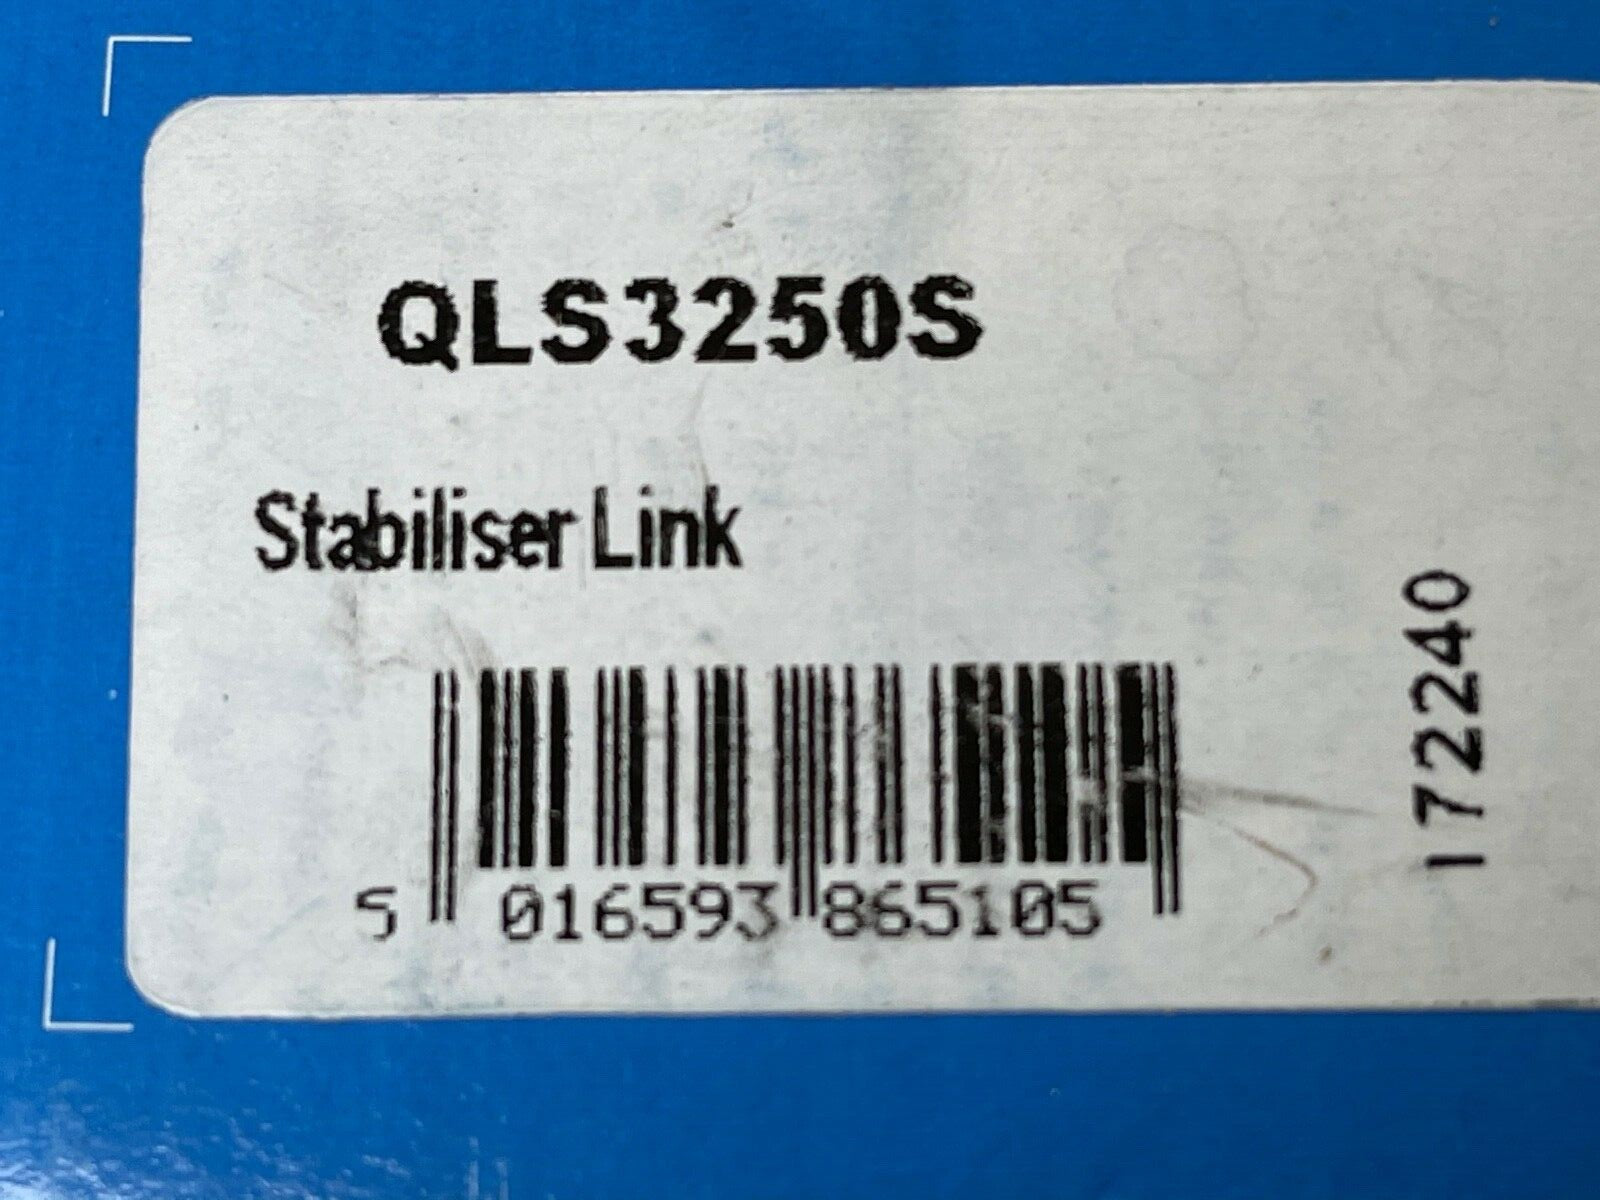 QLS3250S
Stabiliser Link
5 016593 865105
172240